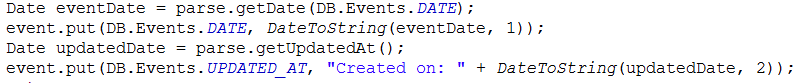 Date eventDate = parse.getDate(DB.Events.DATE);
event.put(DB.Events.DATE, DateToString(eventDate, 1));
Date updatedDate = parse.getUpdatedAt();
event.put(DB.Events.UPDATED_AT, "Created on: " + DateToString(updatedDate, 2));